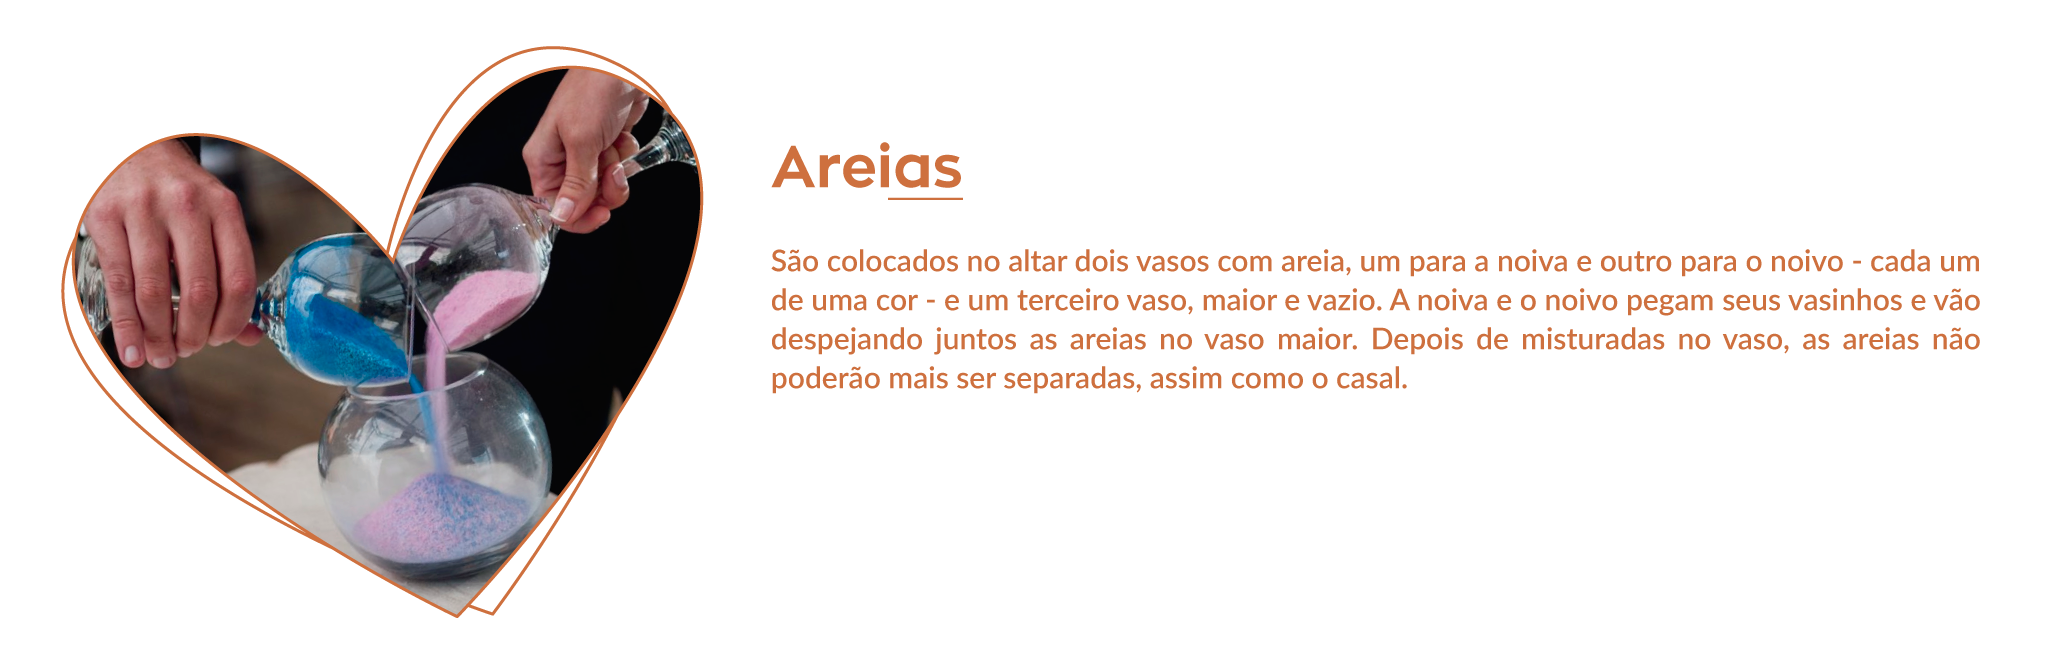 Areias
São colocados no altar dois vasos com areia, um para a noiva e outro para o noivo - cada um
de uma cor - e um terceiro vaso, maior e vazio. A noiva e o noivo pegam seus vasinhos e vão
despejando juntos as areias no vaso maior. Depois de misturadas no vaso, as areias não
poderão mais ser separadas, assim como o casal.